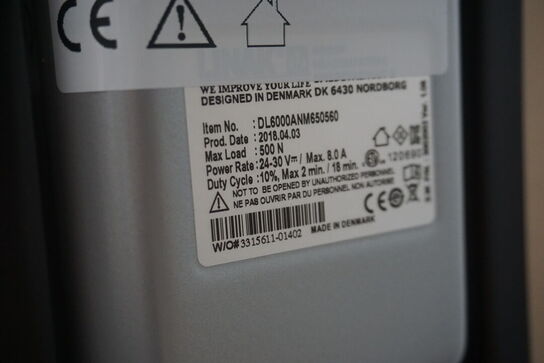 CE
WE IMPROVE YOUR LIFE
DESIGNED IN DENMARK DK 6430 NORDBORG
Item No. : DL6000ANM650560
Prod. Date : 2018.04.03
Max Load : 500 N
Power Rate : 24-30 V⎓/ Max. 8.0 A
Duty Cycle : 10%, Max 2 min. / 18 min.
120690
NOT TO BE OPENED BY UNAUTHORIZED PERSONNEL
NE PAS OUVRIR PAR DU PERSONNEL NON AUTORISE
CE
W/O#3315611-01402
MADE IN DENMARK